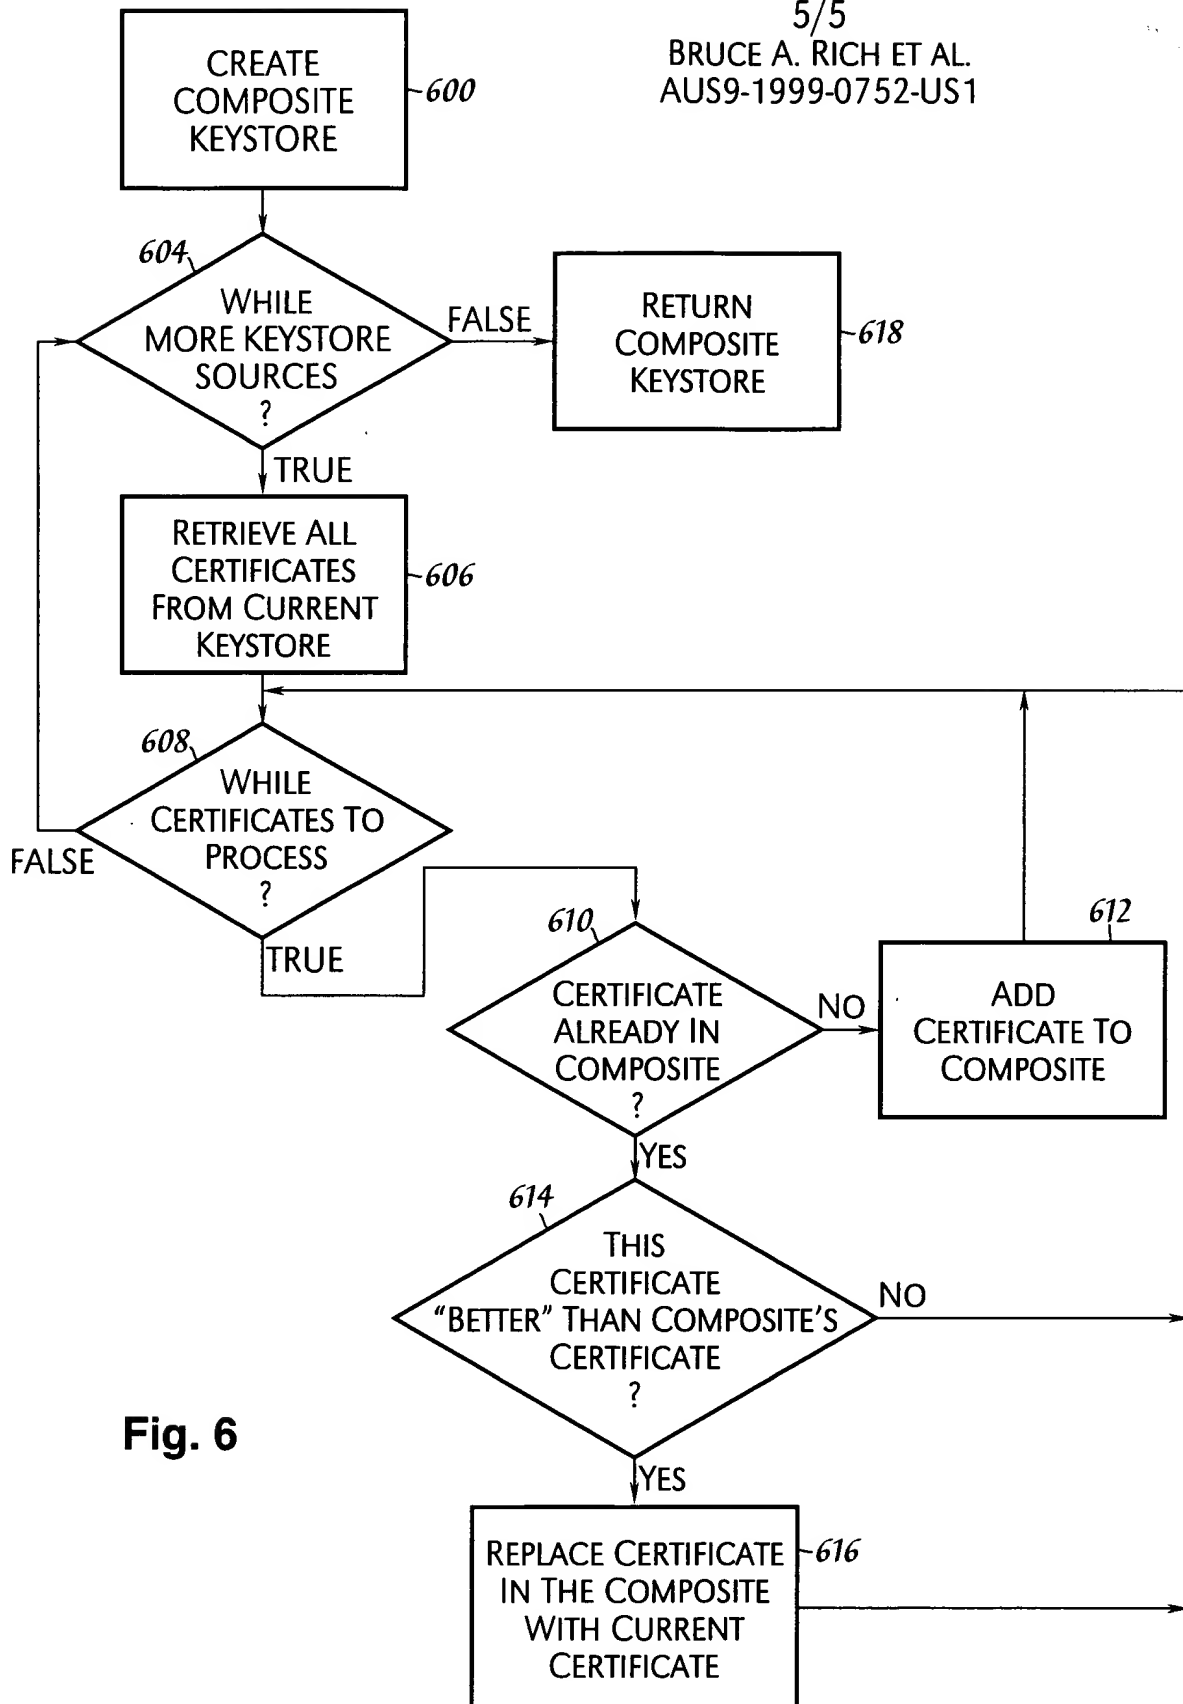 5/5
BRUCE A. RICH ET AL.
AUS9-1999-0752-US1
CREATE
COMPOSITE
KEYSTORE
600
604
WHILE
MORE KEYSTORE
SOURCES
?
FALSE
RETURN
COMPOSITE
KEYSTORE
618
TRUE
RETRIEVE ALL
CERTIFICATES
FROM CURRENT
KEYSTORE
606
608
WHILE
CERTIFICATES TO
PROCESS
?
FALSE
TRUE
610
CERTIFICATE
ALREADY IN
COMPOSITE
?
NO
612
ADD
CERTIFICATE TO
COMPOSITE
YES
614
THIS
CERTIFICATE
“BETTER” THAN COMPOSITE’S
CERTIFICATE
?
NO
Fig. 6
YES
REPLACE CERTIFICATE
IN THE COMPOSITE
WITH CURRENT
CERTIFICATE
616